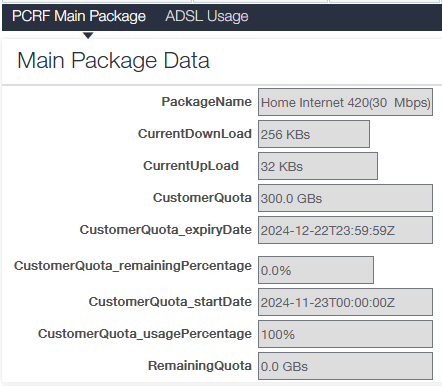 PCRF Main Package ADSL Usage
Main Package Data
PackageName Home Internet 420(30 Mbps)
CurrentDownLoad 256 KBs
CurrentUpLoad 32 KBs
CustomerQuota 300.0 GBs
CustomerQuota_expiryDate 2024-12-22T23:59:59Z
CustomerQuota_remainingPercentage 0.0%
CustomerQuota_startDate 2024-11-23T00:00:00Z
CustomerQuota_usagePercentage 100%
RemainingQuota 0.0 GBs